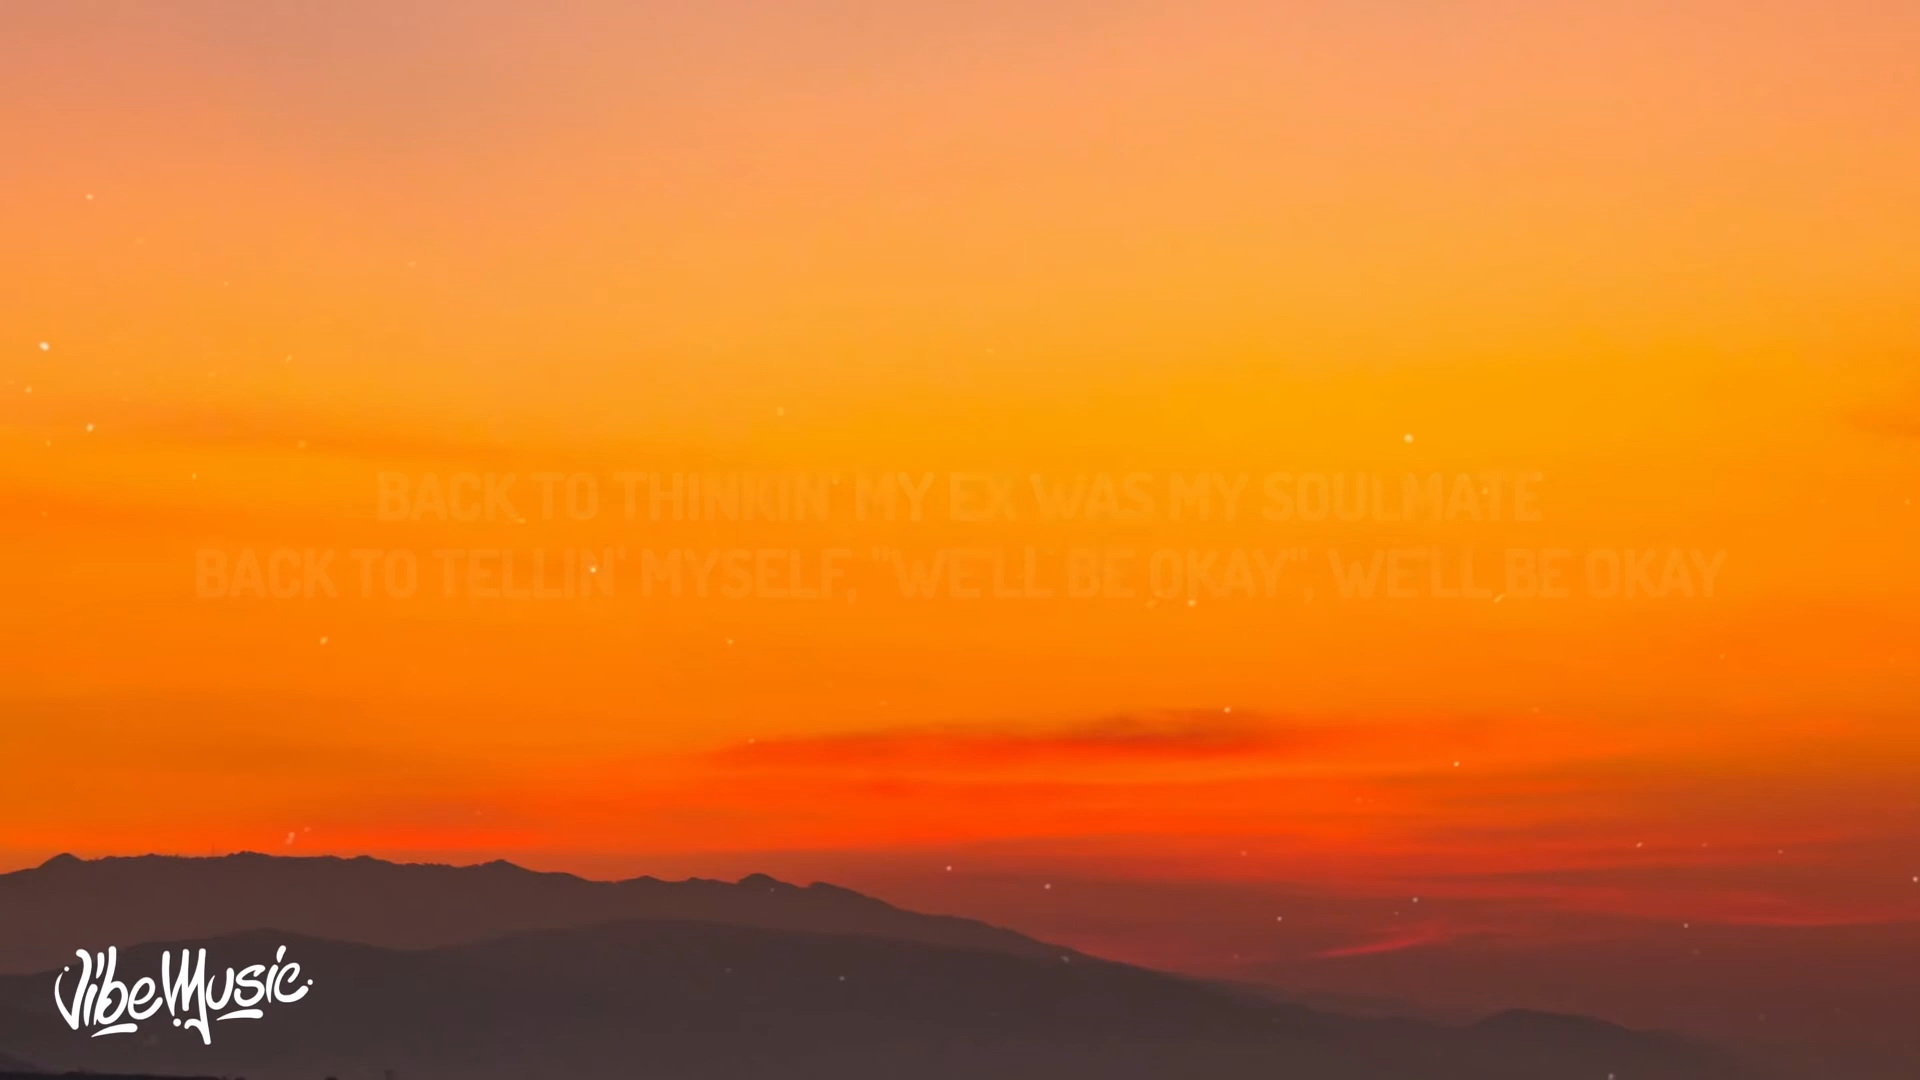 BACK TO THINKIN' MY EX WAS MY SOULMATE
BACK TO TELLIN' MYSELF, "WE'LL BE OKAY", WE'LL BE OKAY
VibeMusic